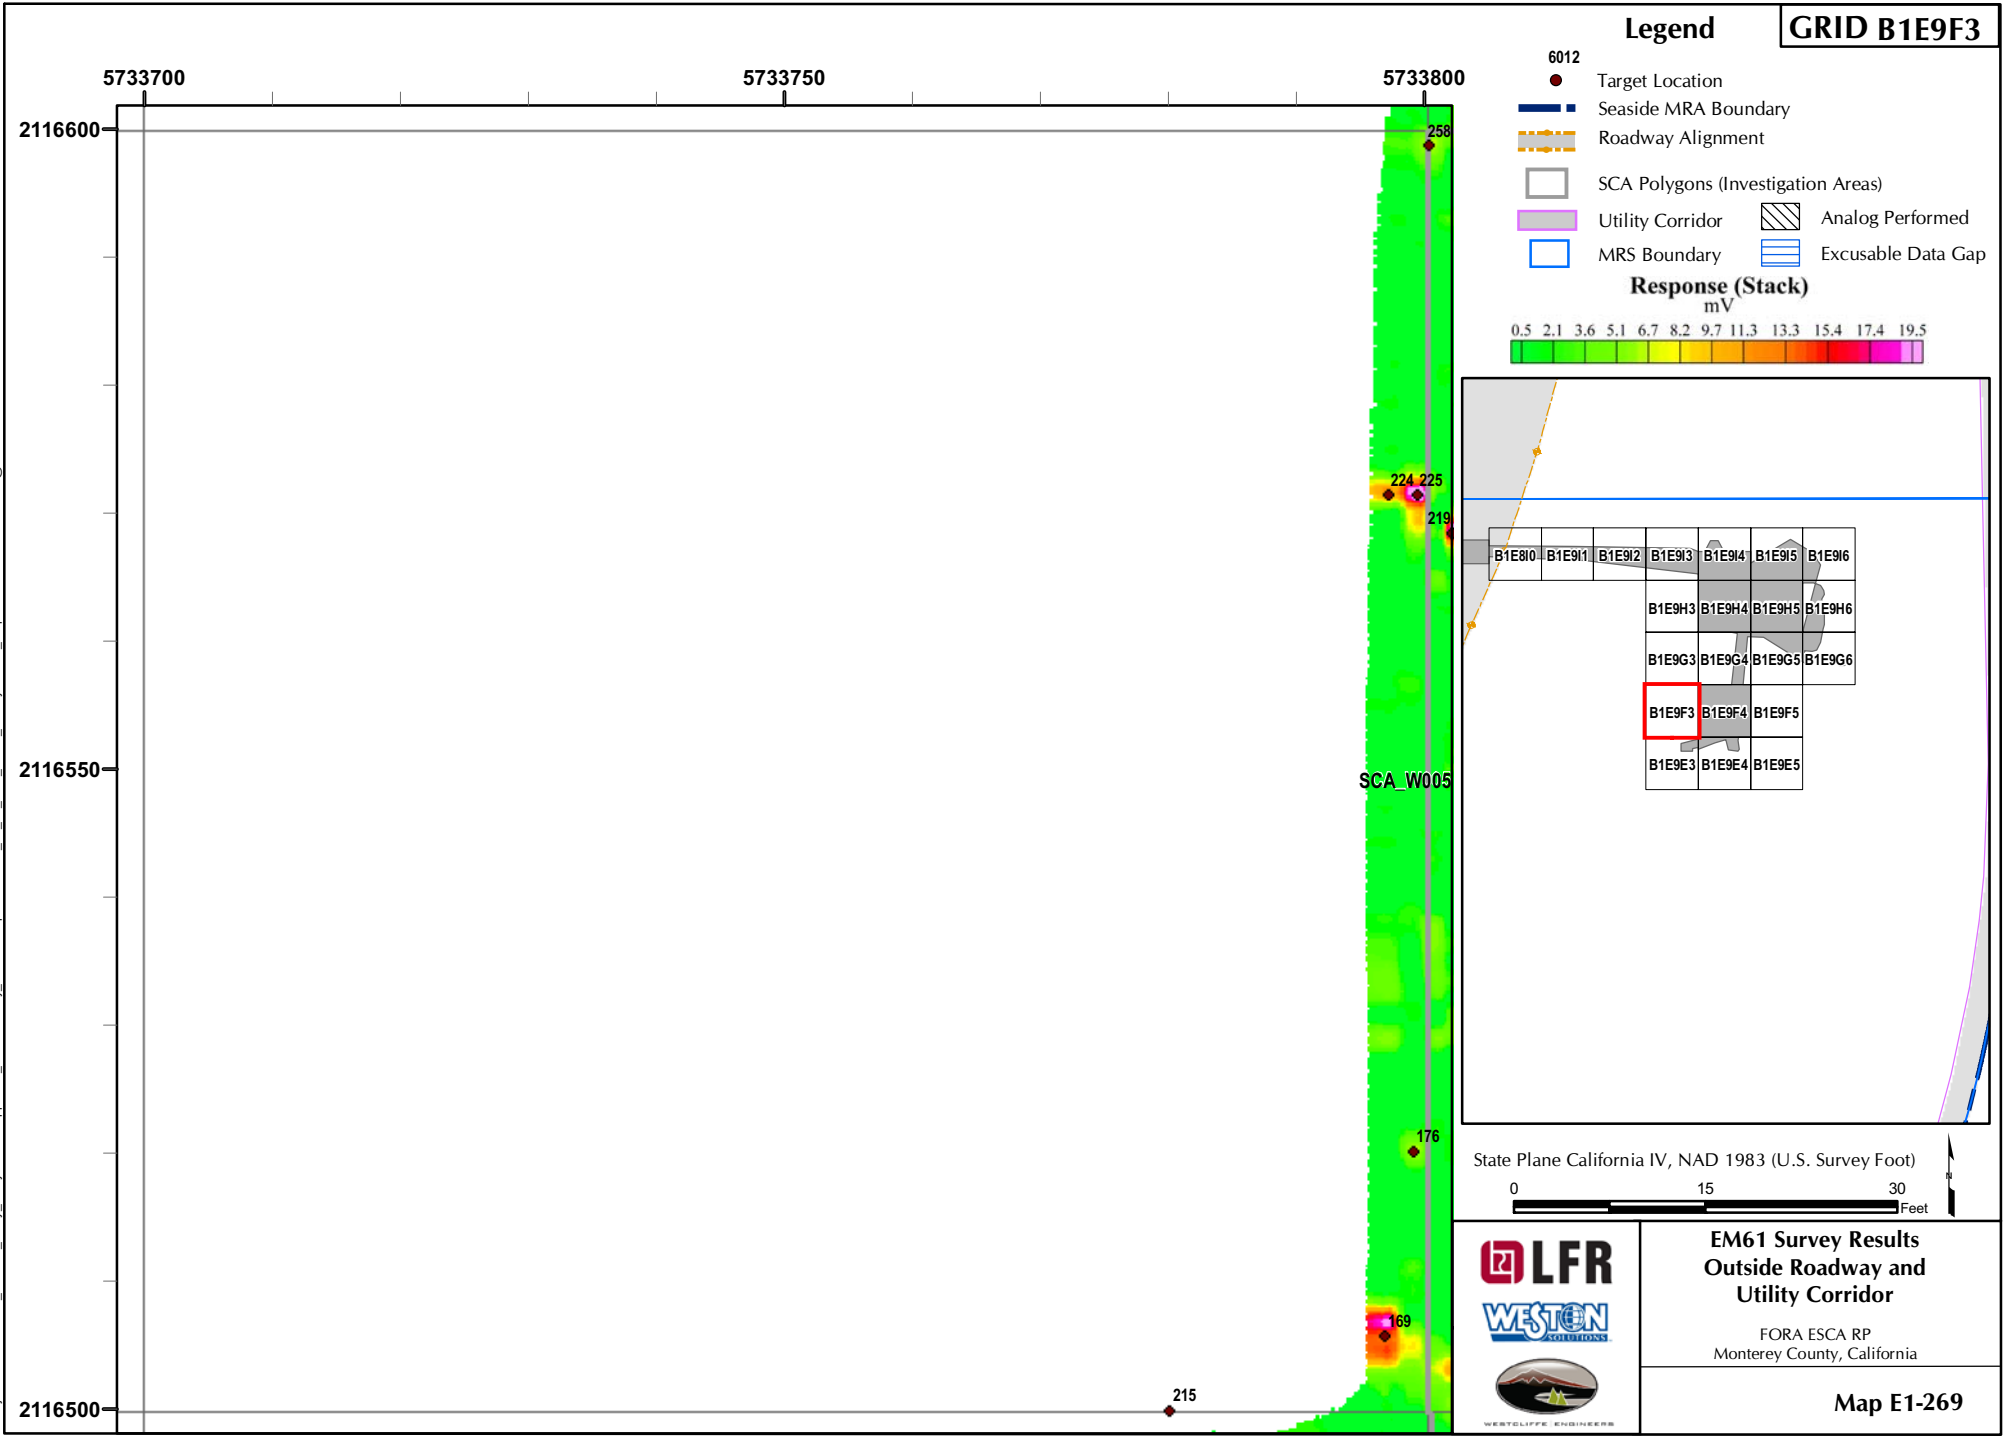 GRID B1E9F3
Legend
6012
Target Location
Seaside MRA Boundary
Roadway Alignment
SCA Polygons (Investigation Areas)
Utility Corridor
Analog Performed
MRS Boundary
Excusable Data Gap
Response (Stack)
mV
0.5 2.1 3.6 5.1 6.7 8.2 9.7 11.3 13.3 15.4 17.4 19.5
5733700 5733750 5733800
2116600
258
224 225
219
2116550
SCA_W005
176
169
215
2116500
B1E8I0 B1E9I1 B1E9I2 B1E9I3 B1E9I4 B1E9I5 B1E9I6
B1E9H3 B1E9H4 B1E9H5 B1E9H6
B1E9G3 B1E9G4 B1E9G5 B1E9G6
B1E9F3 B1E9F4 B1E9F5
B1E9E3 B1E9E4 B1E9E5
State Plane California IV, NAD 1983 (U.S. Survey Foot)
0 15 30
Feet
N
LFR
WESTON
SOLUTIONS
WESTCLIFFE ENGINEERS
EM61 Survey Results
Outside Roadway and
Utility Corridor
FORA ESCA RP
Monterey County, California
Map E1-269